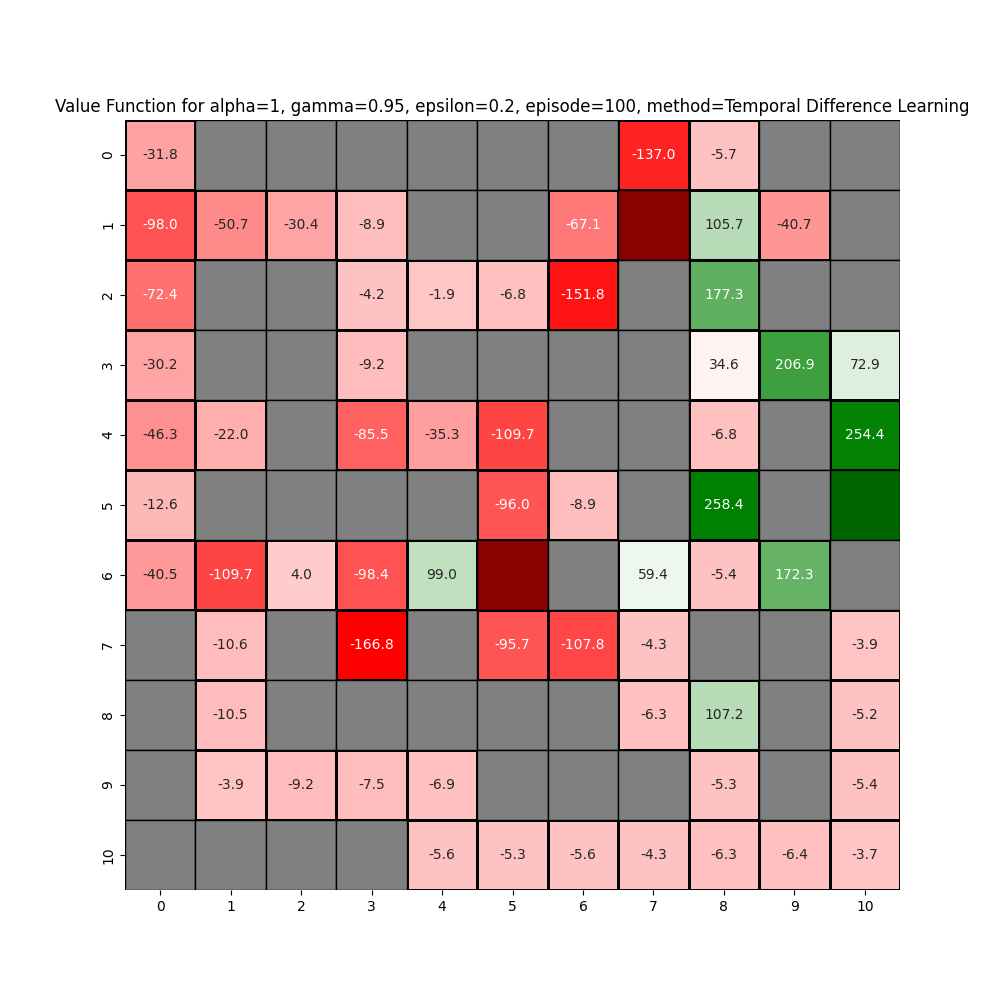 Value Function for alpha=1, gamma=0.95, epsilon=0.2, episode=100, method=Temporal Difference Learning
0 -31.8 -137.0 -5.7
1 -98.0 -50.7 -30.4 -8.9 -67.1 105.7 -40.7
2 -72.4 -4.2 -1.9 -6.8 -151.8 177.3
3 -30.2 -9.2 34.6 206.9 72.9
4 -46.3 -22.0 -85.5 -35.3 -109.7 -6.8 254.4
5 -12.6 -96.0 -8.9 258.4
6 -40.5 -109.7 4.0 -98.4 99.0 59.4 -5.4 172.3
7 -10.6 -166.8 -95.7 -107.8 -4.3 -3.9
8 -10.5 -6.3 107.2 -5.2
9 -3.9 -9.2 -7.5 -6.9 -5.3 -5.4
10 -5.6 -5.3 -5.6 -4.3 -6.3 -6.4 -3.7
0 1 2 3 4 5 6 7 8 9 10